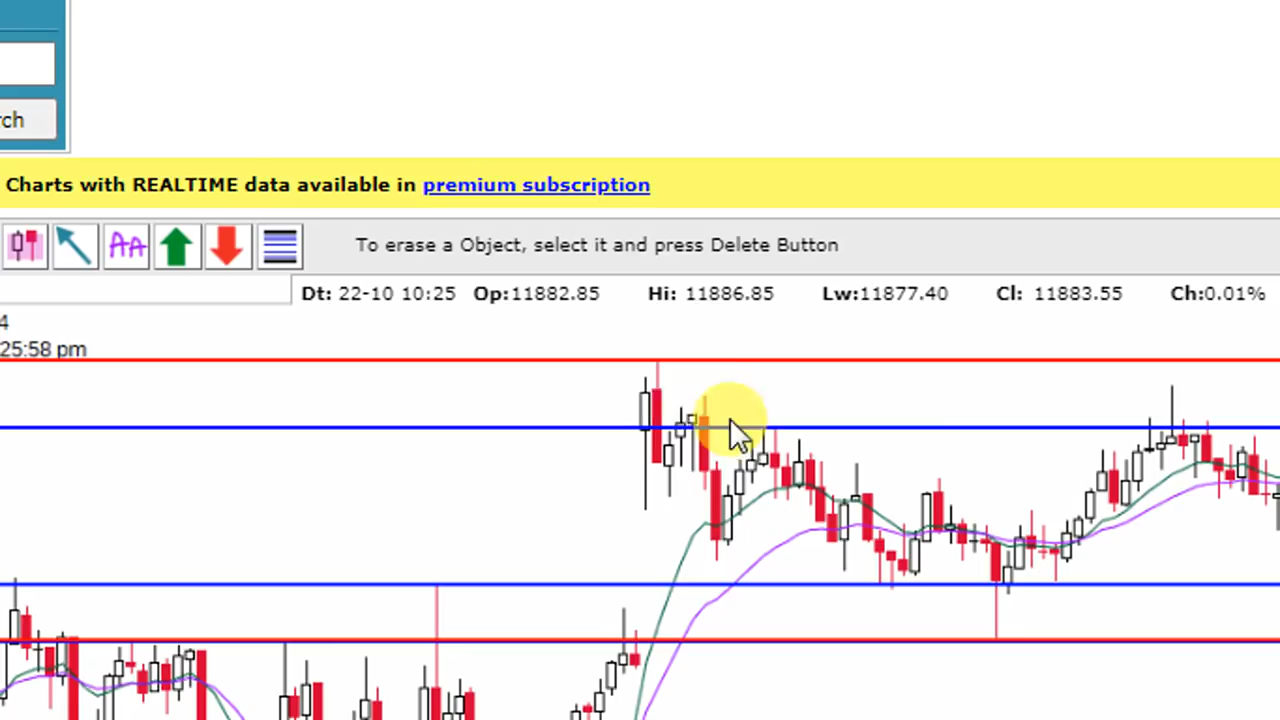 rch
Charts with REALTIME data available in premium subscription
AA
To erase a Object, select it and press Delete Button
Dt: 22-10 10:25 Op:11882.85 Hi: 11886.85 Lw:11877.40 Cl: 11883.55 Ch:0.01%
4
25:58 pm